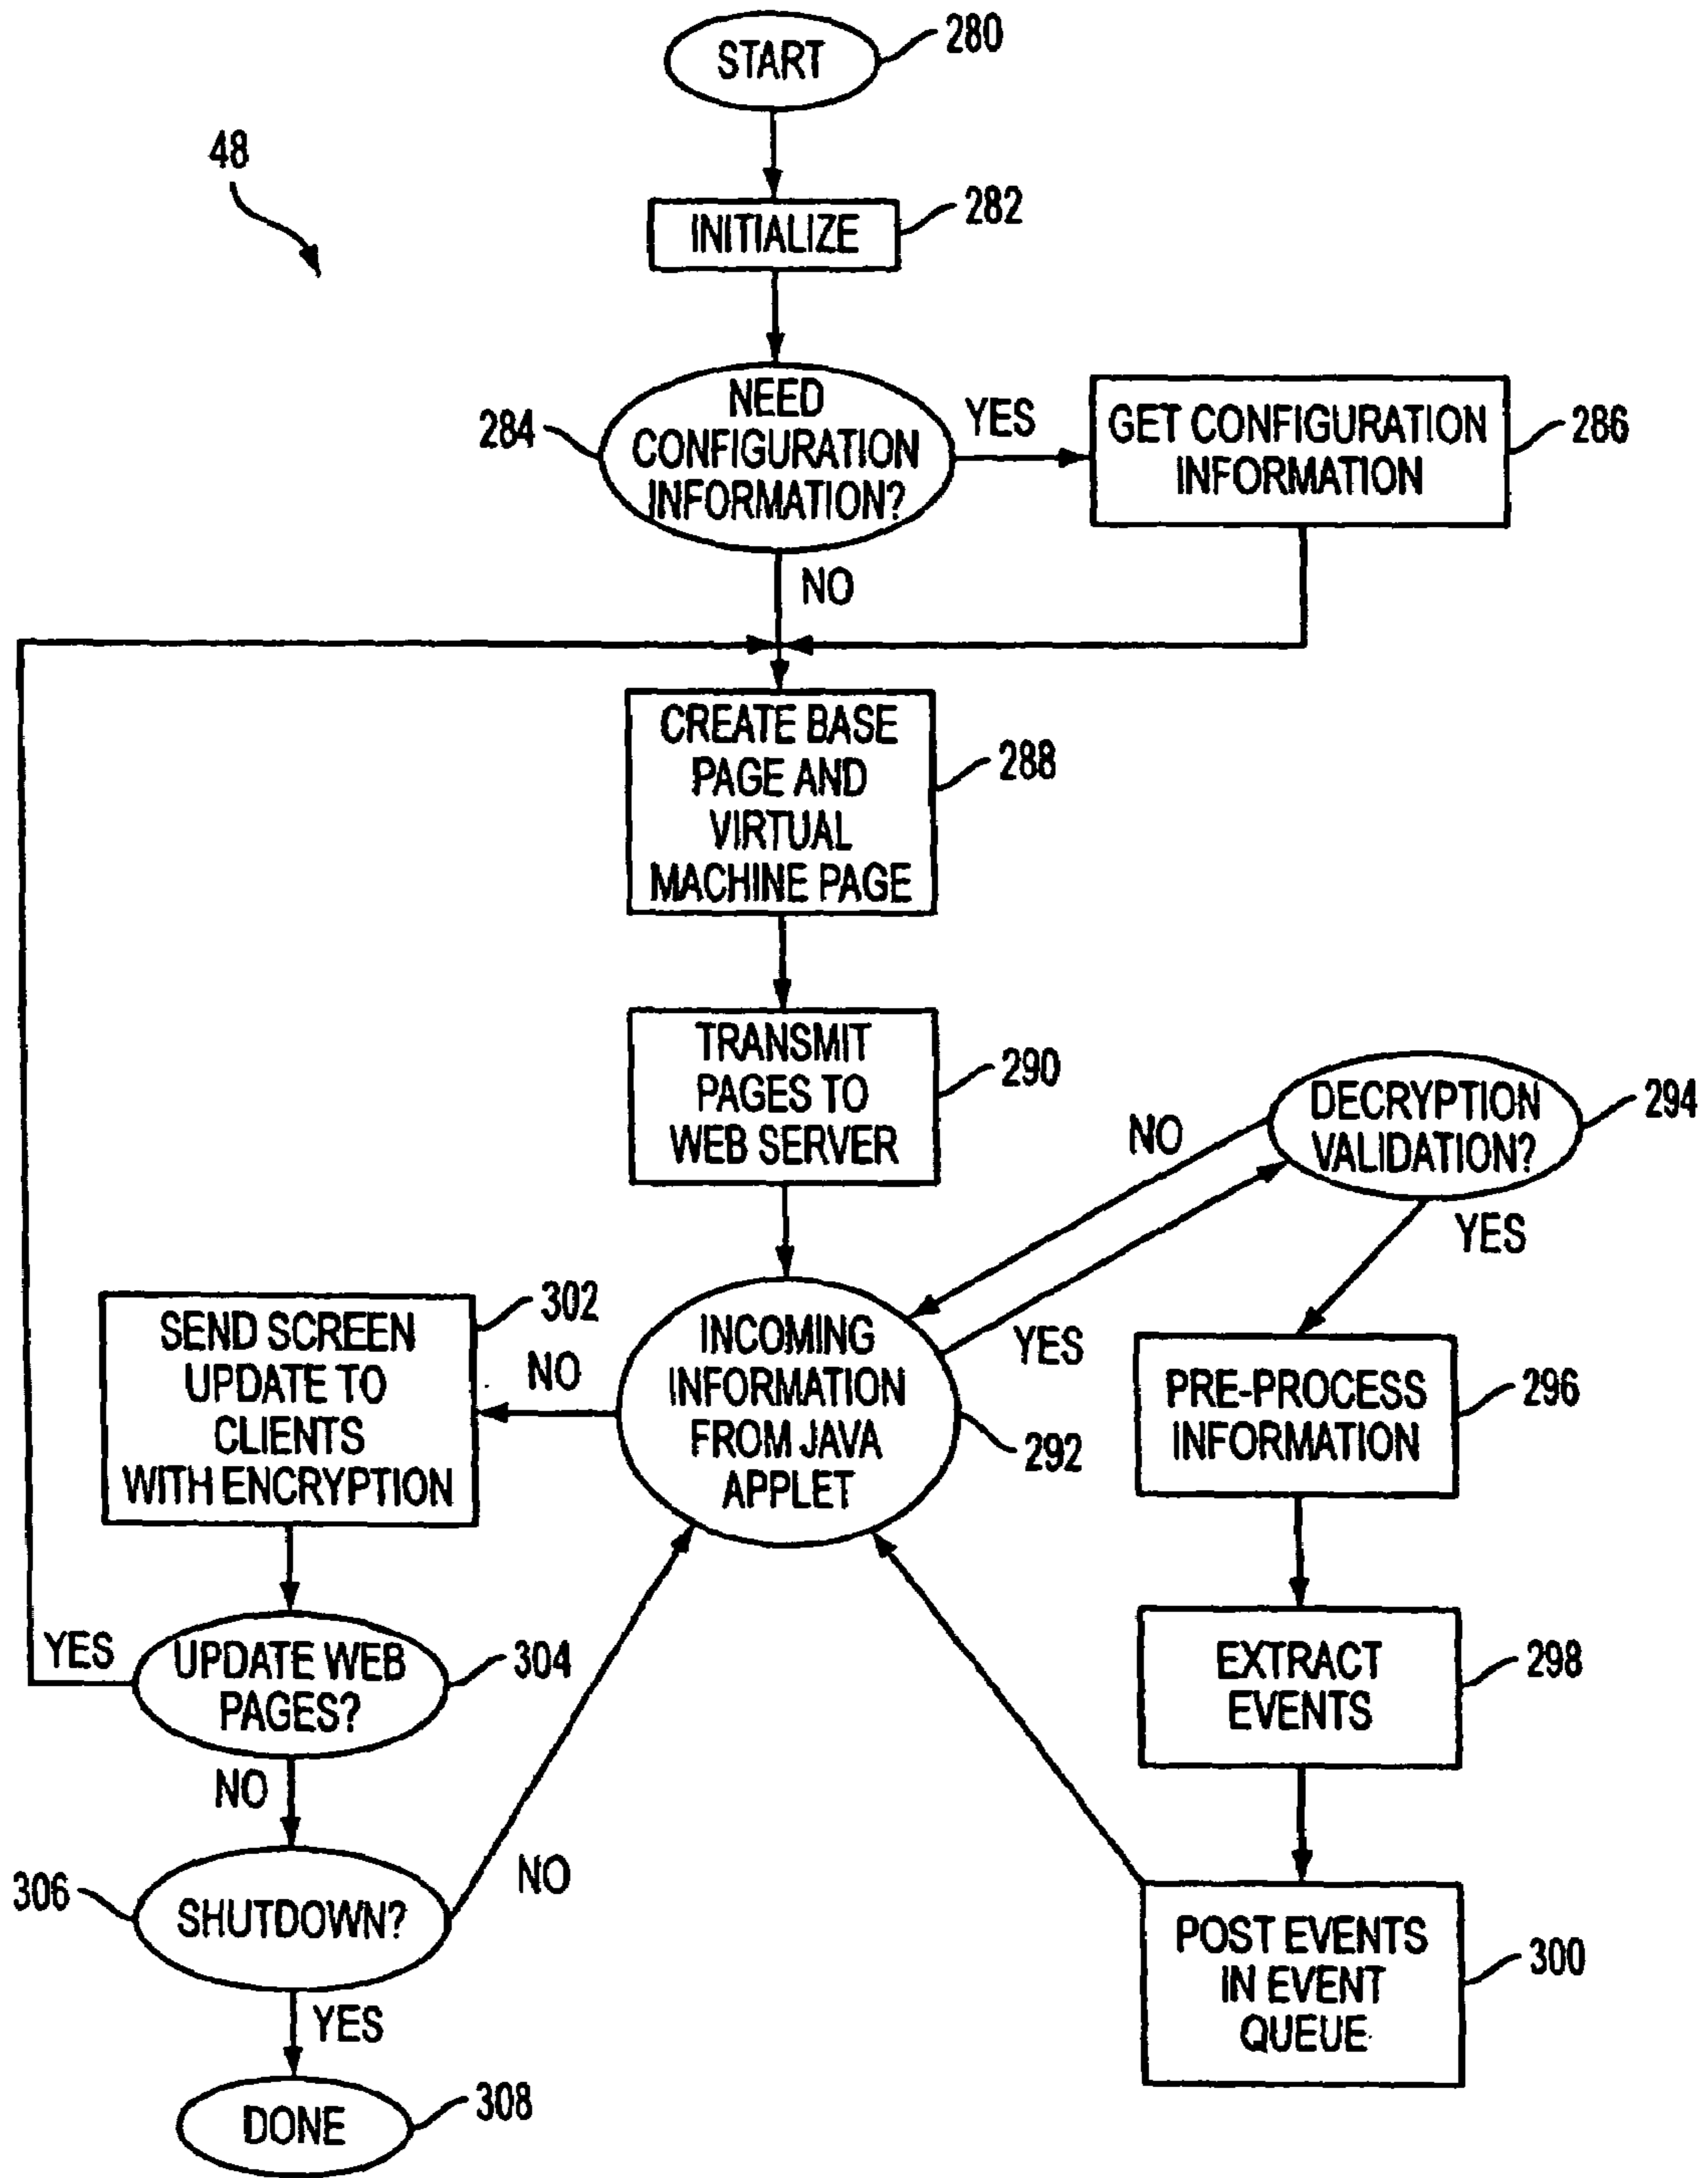 START
280
48
INITIALIZE
282
NEED
CONFIGURATION
INFORMATION?
284
YES
GET CONFIGURATION
INFORMATION
286
NO
CREATE BASE
PAGE AND
VIRTUAL
MACHINE PAGE
288
TRANSMIT
PAGES TO
WEB SERVER
290
DECRYPTION
VALIDATION?
294
NO
YES
YES
INCOMING
INFORMATION
FROM JAVA
APPLET
292
NO
SEND SCREEN
UPDATE TO
CLIENTS
WITH ENCRYPTION
302
PRE-PROCESS
INFORMATION
296
EXTRACT
EVENTS
298
UPDATE WEB
PAGES?
304
YES
NO
SHUTDOWN?
306
NO
YES
POST EVENTS
IN EVENT
QUEUE
300
DONE
308